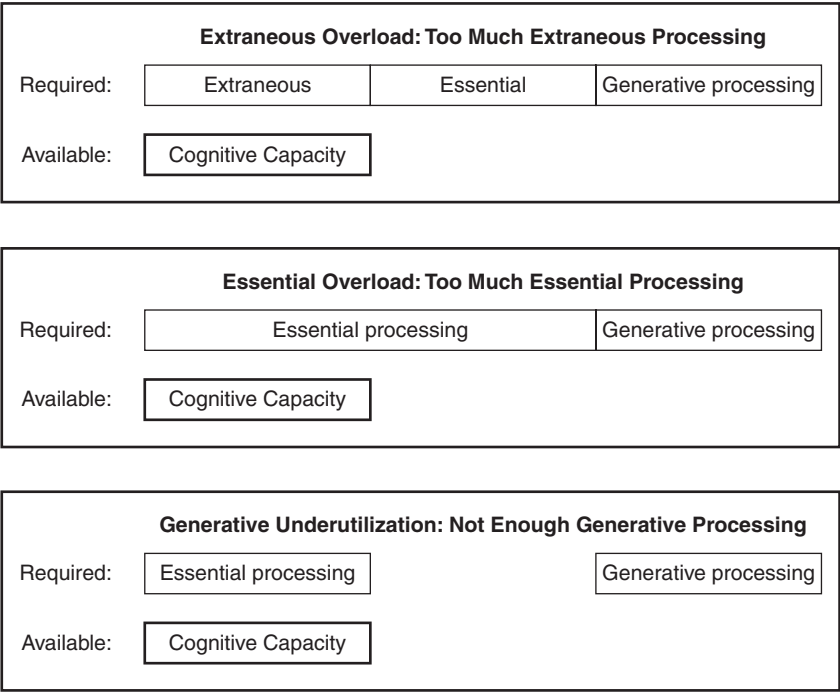 Extraneous Overload: Too Much Extraneous Processing
Required: Extraneous Essential Generative processing
Available: Cognitive Capacity
Essential Overload: Too Much Essential Processing
Required: Essential processing Generative processing
Available: Cognitive Capacity
Generative Underutilization: Not Enough Generative Processing
Required: Essential processing Generative processing
Available: Cognitive Capacity